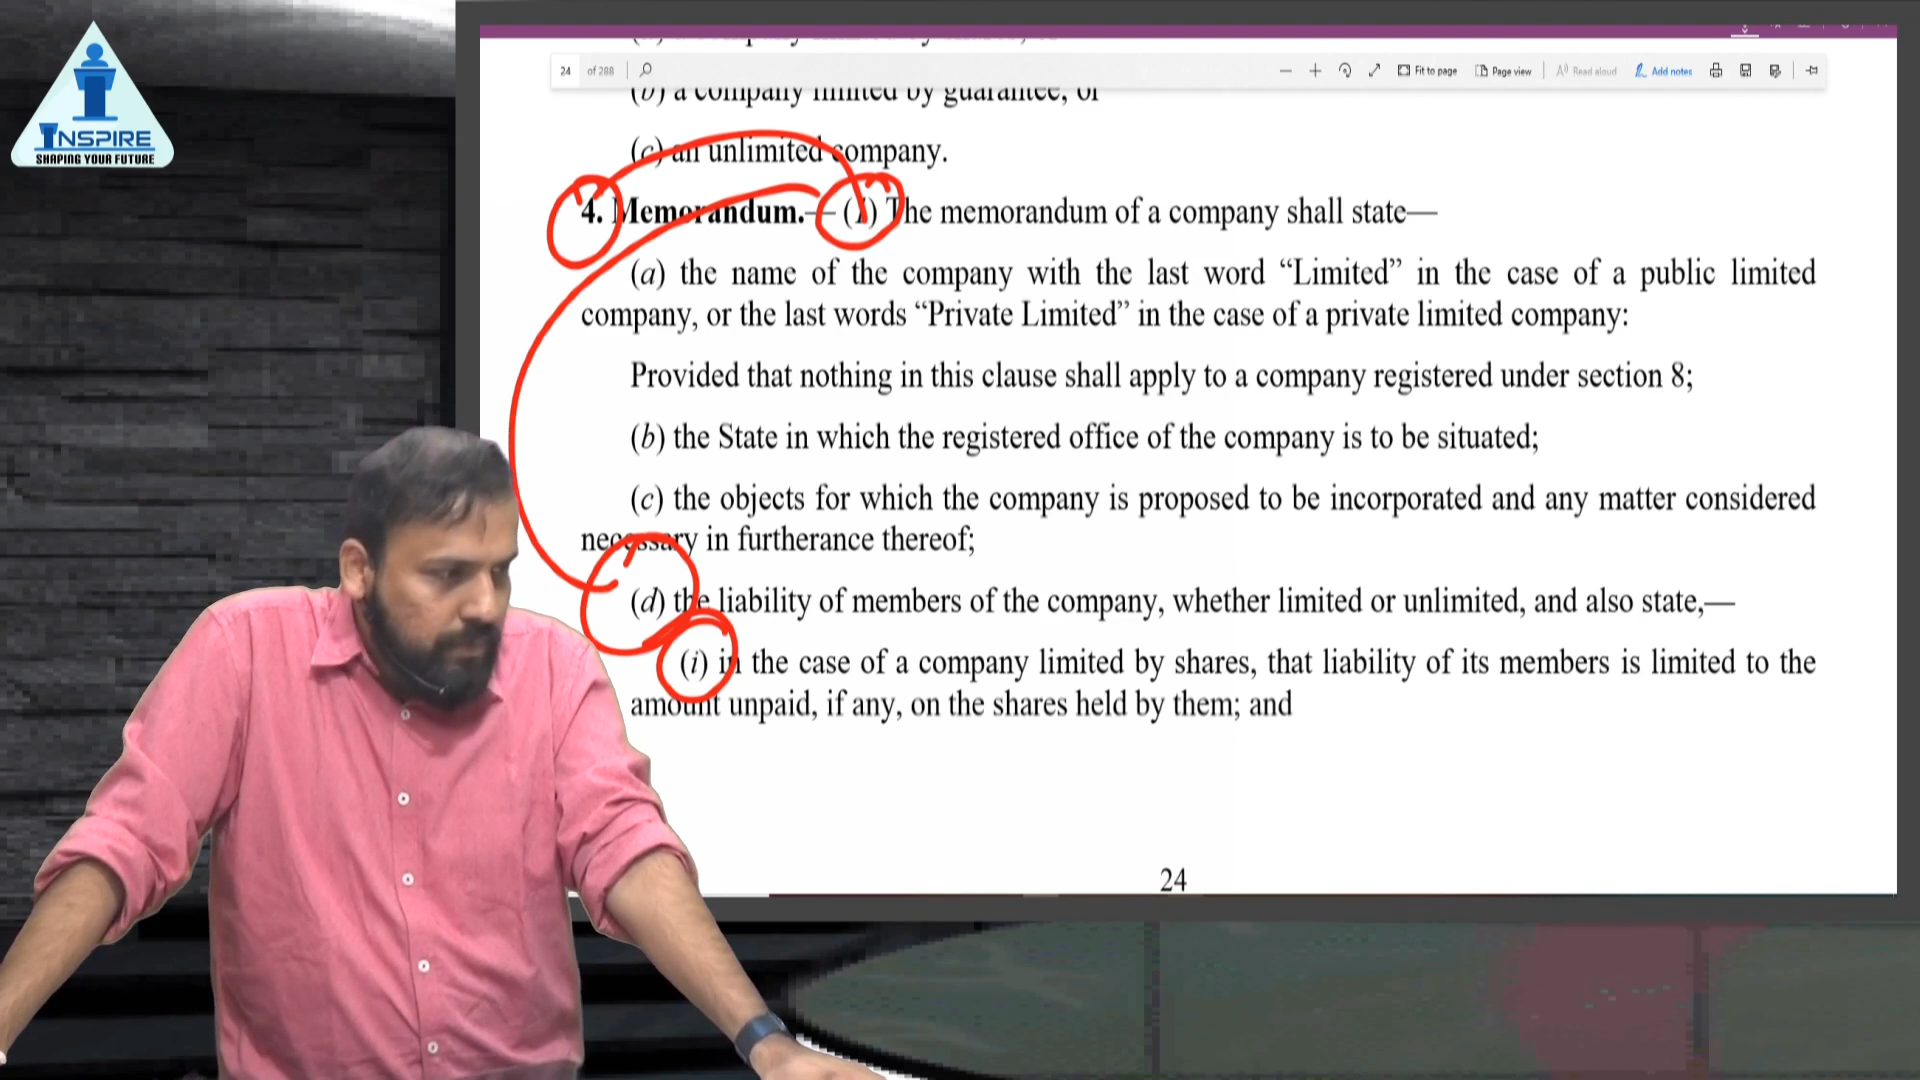 INSPIRE
SHAPING YOUR FUTURE
24 of 288
Fit to page Page view Read aloud Add notes
(b) a company limited by guarantee, or
(c) an unlimited company.
4. Memorandum.—(1) The memorandum of a company shall state—
(a) the name of the company with the last word “Limited” in the case of a public limited
company, or the last words “Private Limited” in the case of a private limited company:
Provided that nothing in this clause shall apply to a company registered under section 8;
(b) the State in which the registered office of the company is to be situated;
(c) the objects for which the company is proposed to be incorporated and any matter considered
necessary in furtherance thereof;
(d) the liability of members of the company, whether limited or unlimited, and also state,—
(i) in the case of a company limited by shares, that liability of its members is limited to the
amount unpaid, if any, on the shares held by them; and
24